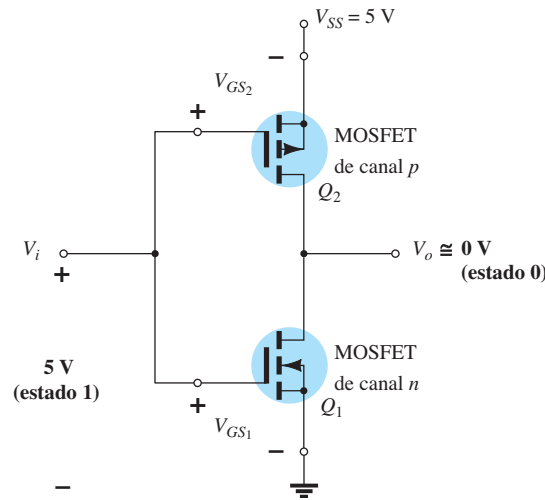 V_SS = 5 V
–
V_GS2
+
MOSFET
de canal p
Q2
V_i
+
V_o ≅ 0 V
(estado 0)
5 V
(estado 1)
MOSFET
de canal n
Q1
+
V_GS1
–
–